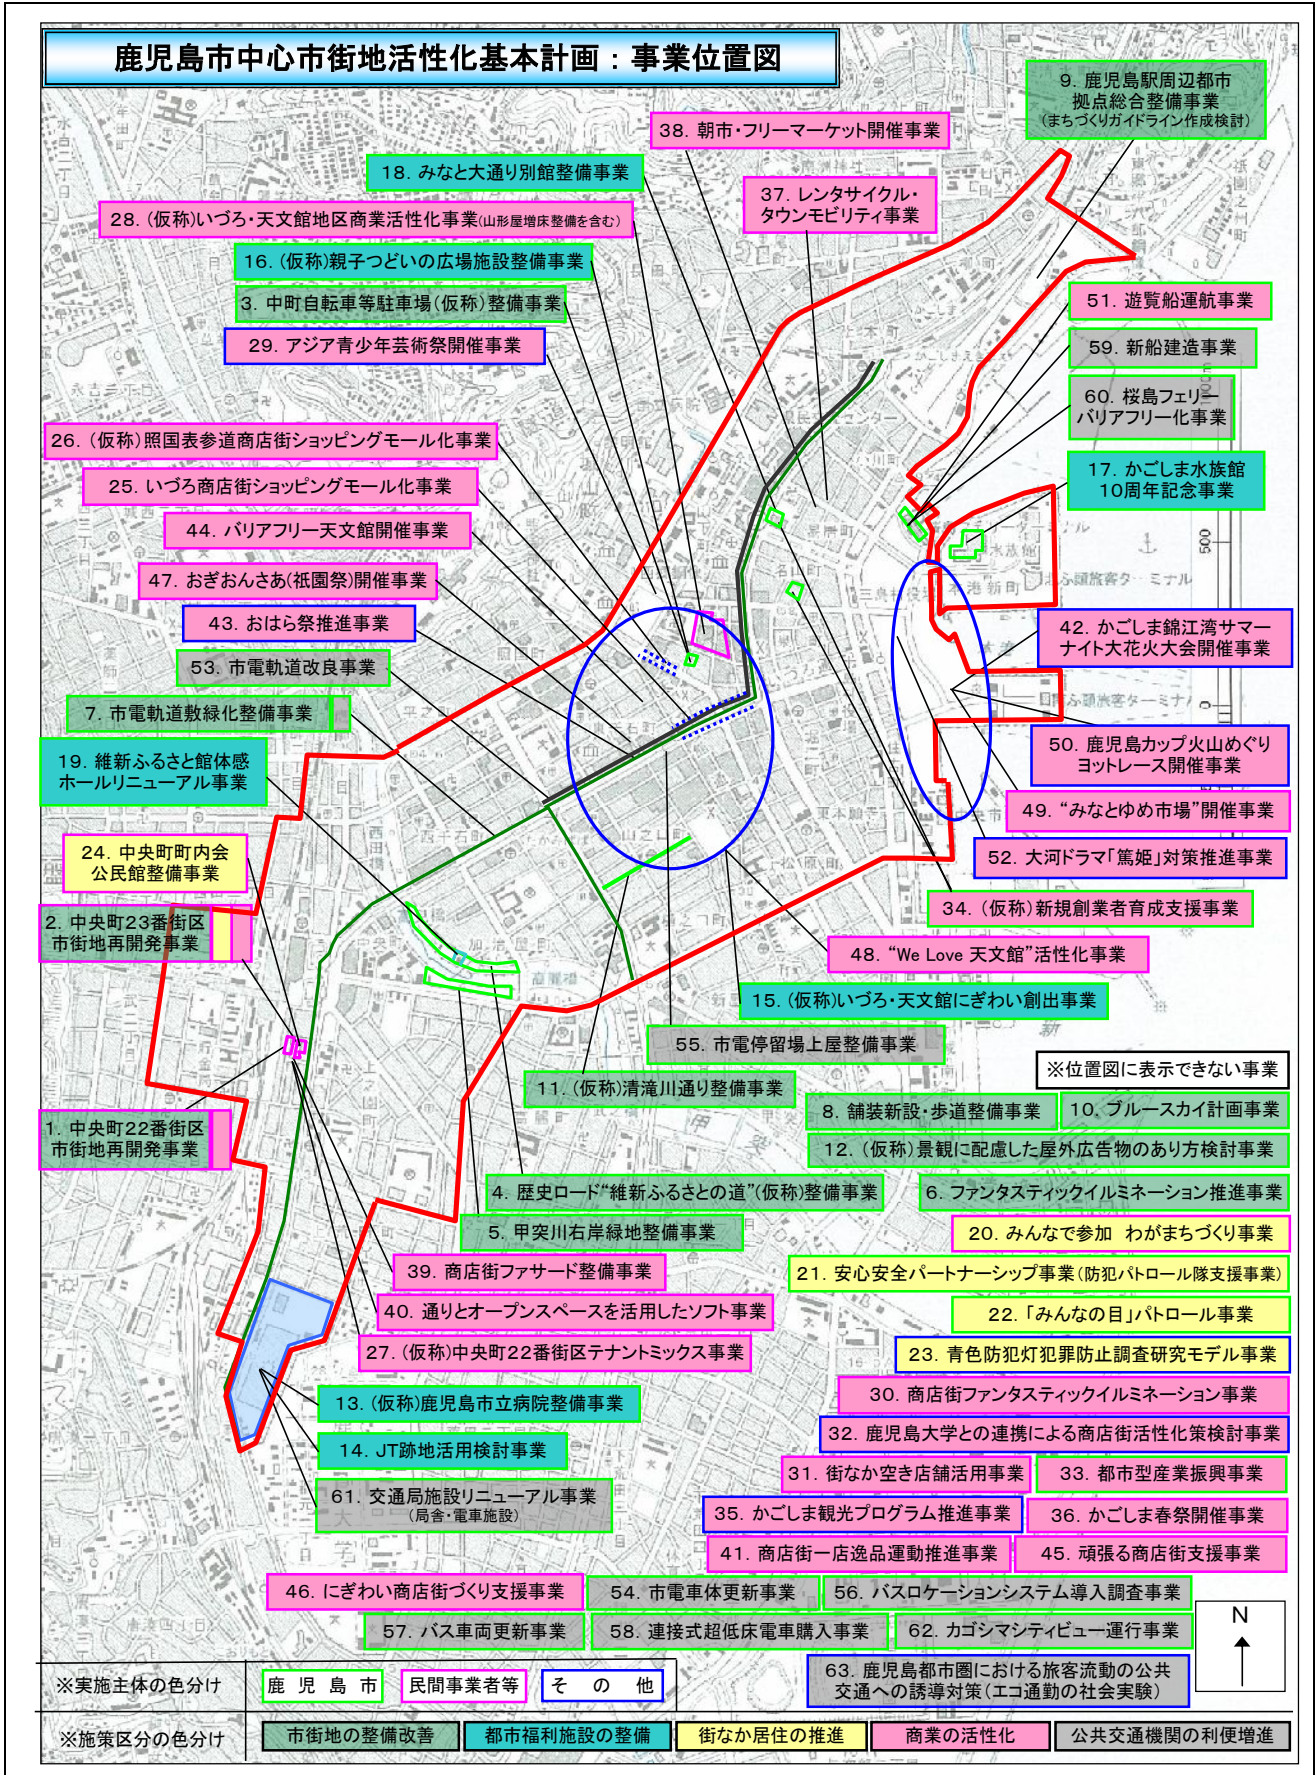 鹿児島市中心市街地活性化基本計画：事業位置図
9. 鹿児島駅周辺都市
拠点総合整備事業
(まちづくりガイドライン作成検討)
38. 朝市・フリーマーケット開催事業
18. みなと大通り別館整備事業
37. レンタサイクル・
タウンモビリティ事業
28. (仮称)いづろ・天文館地区商業活性化事業(山形屋増床整備を含む)
16. (仮称)親子つどいの広場施設整備事業
3. 中町自転車等駐車場(仮称)整備事業
29. アジア青少年芸術祭開催事業
51. 遊覧船運航事業
59. 新船建造事業
60. 桜島フェリー
バリアフリー化事業
26. (仮称)照国表参道商店街ショッピングモール化事業
17. かごしま水族館
10周年記念事業
25. いづろ商店街ショッピングモール化事業
44. バリアフリー天文館開催事業
500
47. おぎおんさあ(祇園祭)開催事業
43. おはら祭推進事業
42. かごしま錦江湾サマー
ナイト大花火大会開催事業
53. 市電軌道改良事業
7. 市電軌道敷緑化整備事業
0
50. 鹿児島カップ火山めぐり
ヨットレース開催事業
19. 維新ふるさと館体感
ホールリニューアル事業
49. “みなとゆめ市場”開催事業
24. 中央町町内会
公民館整備事業
52. 大河ドラマ「篤姫」対策推進事業
2. 中央町23番街区
市街地再開発事業
34. (仮称)新規創業者育成支援事業
48. “We Love 天文館”活性化事業
15. (仮称)いづろ・天文館にぎわい創出事業
55. 市電停留場上屋整備事業
※位置図に表示できない事業
11. (仮称)清滝川通り整備事業
8. 舗装新設・歩道整備事業
10. ブルースカイ計画事業
1. 中央町22番街区
市街地再開発事業
12. (仮称)景観に配慮した屋外広告物のあり方検討事業
4. 歴史ロード“維新ふるさとの道”(仮称)整備事業
6. ファンタスティックイルミネーション推進事業
5. 甲突川右岸緑地整備事業
20. みんなで参加 わがまちづくり事業
39. 商店街ファサード整備事業
21. 安心安全パートナーシップ事業(防犯パトロール隊支援事業)
40. 通りとオープンスペースを活用したソフト事業
22. 「みんなの目」パトロール事業
27. (仮称)中央町22番街区テナントミックス事業
23. 青色防犯灯犯罪防止調査研究モデル事業
13. (仮称)鹿児島市立病院整備事業
30. 商店街ファンタスティックイルミネーション事業
14. JT跡地活用検討事業
32. 鹿児島大学との連携による商店街活性化策検討事業
31. 街なか空き店舗活用事業
33. 都市型産業振興事業
61. 交通局施設リニューアル事業
(局舎・電車施設)
35. かごしま観光プログラム推進事業
36. かごしま春祭開催事業
41. 商店街一店逸品運動推進事業
45. 頑張る商店街支援事業
46. にぎわい商店街づくり支援事業
54. 市電車体更新事業
56. バスロケーションシステム導入調査事業
57. バス車両更新事業
58. 連接式超低床電車購入事業
62. カゴシマシティビュー運行事業
N
63. 鹿児島都市圏における旅客流動の公共
交通への誘導対策(エコ通勤の社会実験)
※実施主体の色分け 鹿児島市 民間事業者等 その他
※施策区分の色分け 市街地の整備改善 都市福利施設の整備 街なか居住の推進 商業の活性化 公共交通機関の利便増進